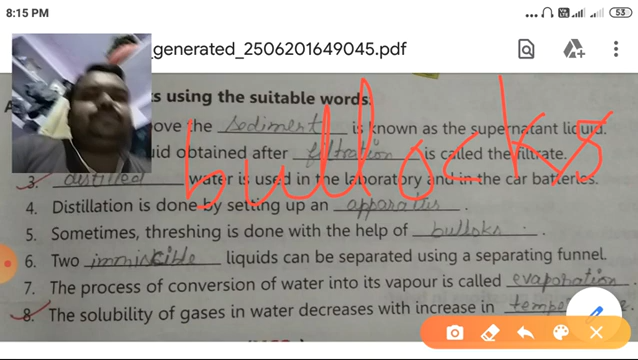 8:15 PM
53
_generated_2506201649045.pdf
ks using the suitable words.
ove the sediment is known as the supernatant liquid.
uid obtained after filtration is called the filtrate.
bullocks
3. distilled water is used in the laboratory and in the car batteries.
4. Distillation is done by setting up an apparatus.
5. Sometimes, threshing is done with the help of bulloks.
6. Two immiscible liquids can be separated using a separating funnel.
7. The process of conversion of water into its vapour is called evaporation.
8. The solubility of gases in water decreases with increase in